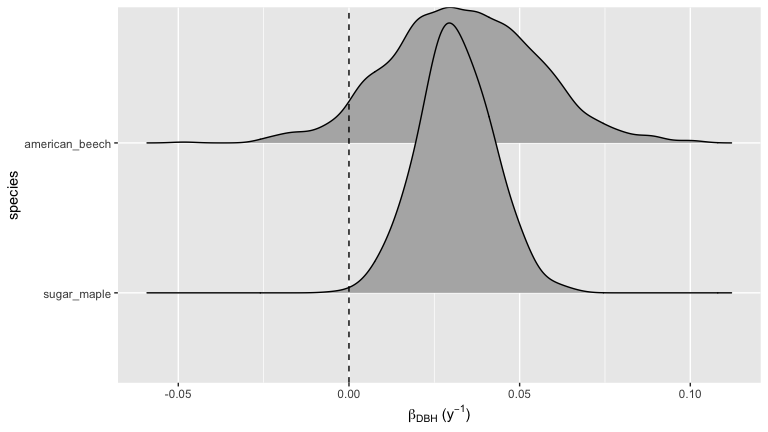 american_beech
species
sugar_maple
-0.05 0.00 0.05 0.10
βDBH (y⁻¹)